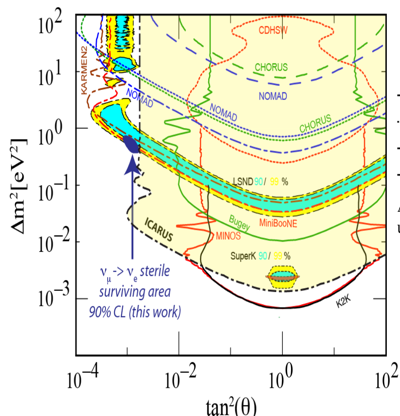 10²
10
10⁰
10⁻¹
10⁻²
10⁻³
Δm² [eV²]
KARMEN2
NOMAD
CDHSW
CHORUS
NOMAD
NOMAD
CHORUS
LSND 90/ 99 %
Bugey
MiniBooNE
MINOS
ICARUS
SuperK 90/ 99 %
K2K
νμ -> νe sterile
surviving area
90% CL (this work)
10⁻⁴
10⁻²
10⁰
10²
tan²(θ)